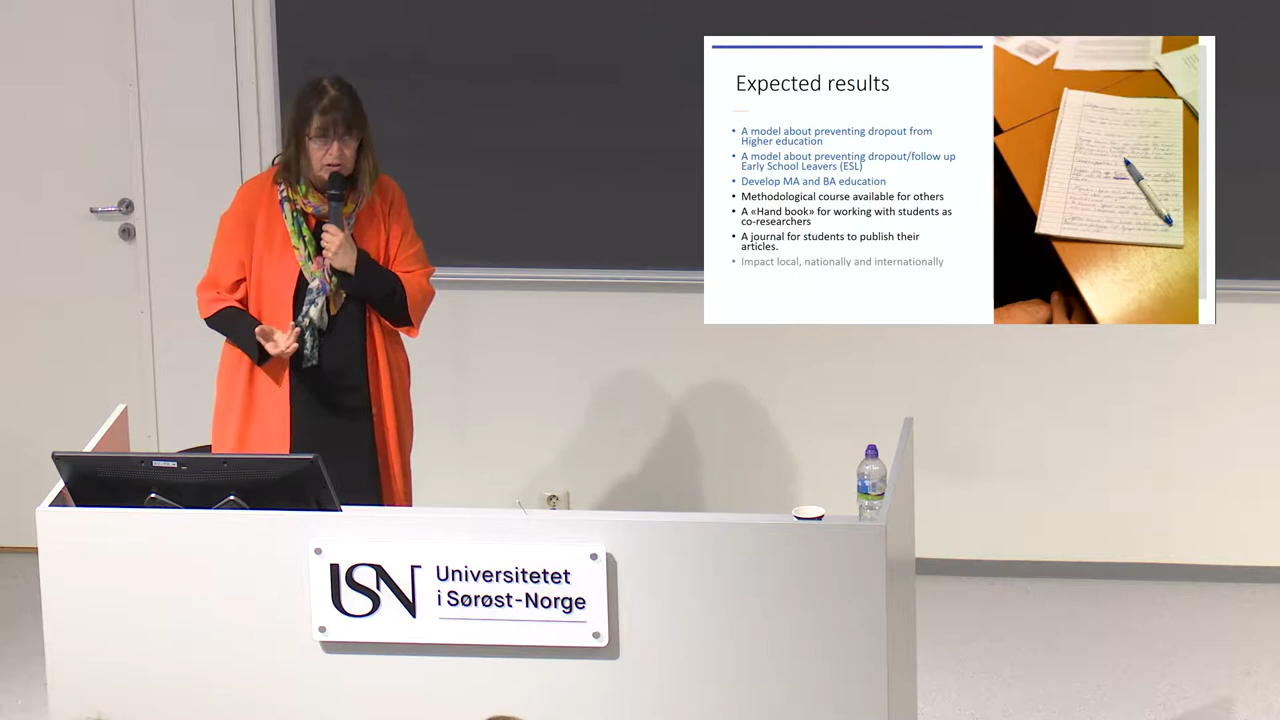 Expected results
• A model about preventing dropout from
Higher education
• A model about preventing dropout/follow up
Early School Leavers (ESL)
• Develop MA and BA education
• Methodological course available for others
• A «Hand book» for working with students as
co-researchers
• A journal for students to publish their
articles.
• Impact local, nationally and internationally
USN
Universitetet
i Sørøst-Norge